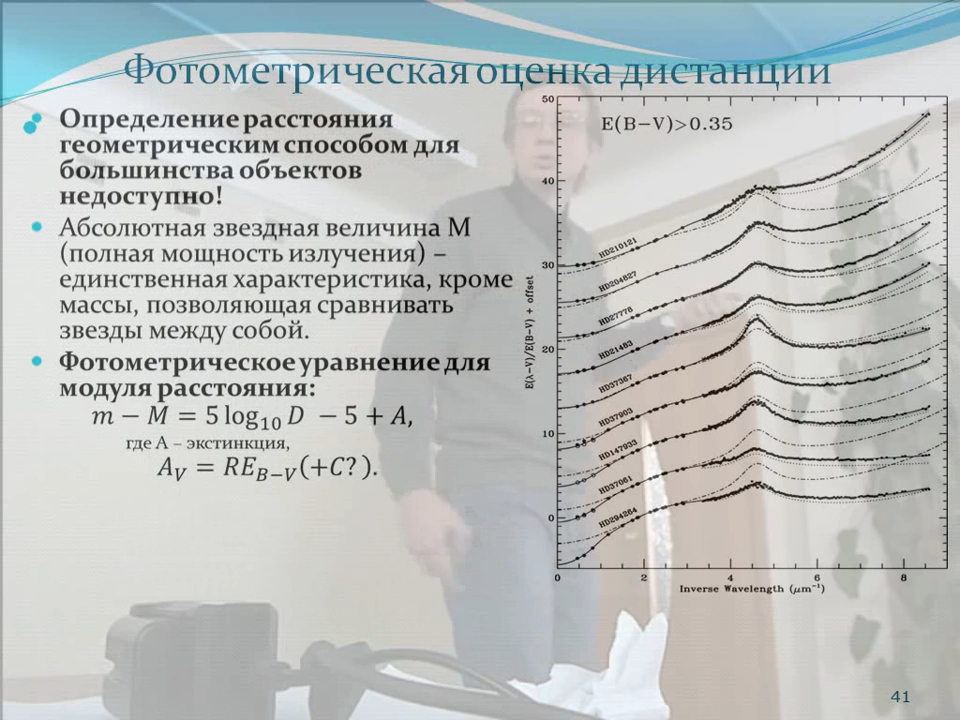 Фотометрическая оценка дистанции
Определение расстояния
геометрическим способом для
большинства объектов
недоступно!
Абсолютная звездная величина M
(полная мощность излучения) –
единственная характеристика, кроме
массы, позволяющая сравнивать
звезды между собой.
Фотометрическое уравнение для
модуля расстояния:
m − M = 5 log₁₀ D − 5 + A,
где A – экстинкция,
A_V = RE_{B−V}(+C? ).
E(B−V)>0.35
50
40
30
20
10
0
E(λ−V)/E(B−V) + offset
HD210121
HD204827
HD27778
HD21483
HD37367
HD37903
HD147933
HD37061
HD294264
0 2 4 6 8
Inverse Wavelength (μm⁻¹)
41